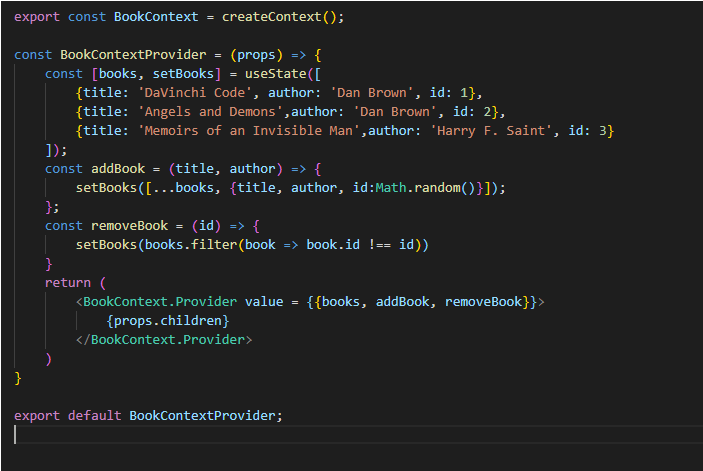 export const BookContext = createContext();
const BookContextProvider = (props) => {
const [books, setBooks] = useState([
{title: 'DaVinchi Code', author: 'Dan Brown', id: 1},
{title: 'Angels and Demons',author: 'Dan Brown', id: 2},
{title: 'Memoirs of an Invisible Man',author: 'Harry F. Saint', id: 3}
]);
const addBook = (title, author) => {
setBooks([...books, {title, author, id:Math.random()}]);
};
const removeBook = (id) => {
setBooks(books.filter(book => book.id !== id))
}
return (
<BookContext.Provider value = {{books, addBook, removeBook}}>
{props.children}
</BookContext.Provider>
)
}
export default BookContextProvider;